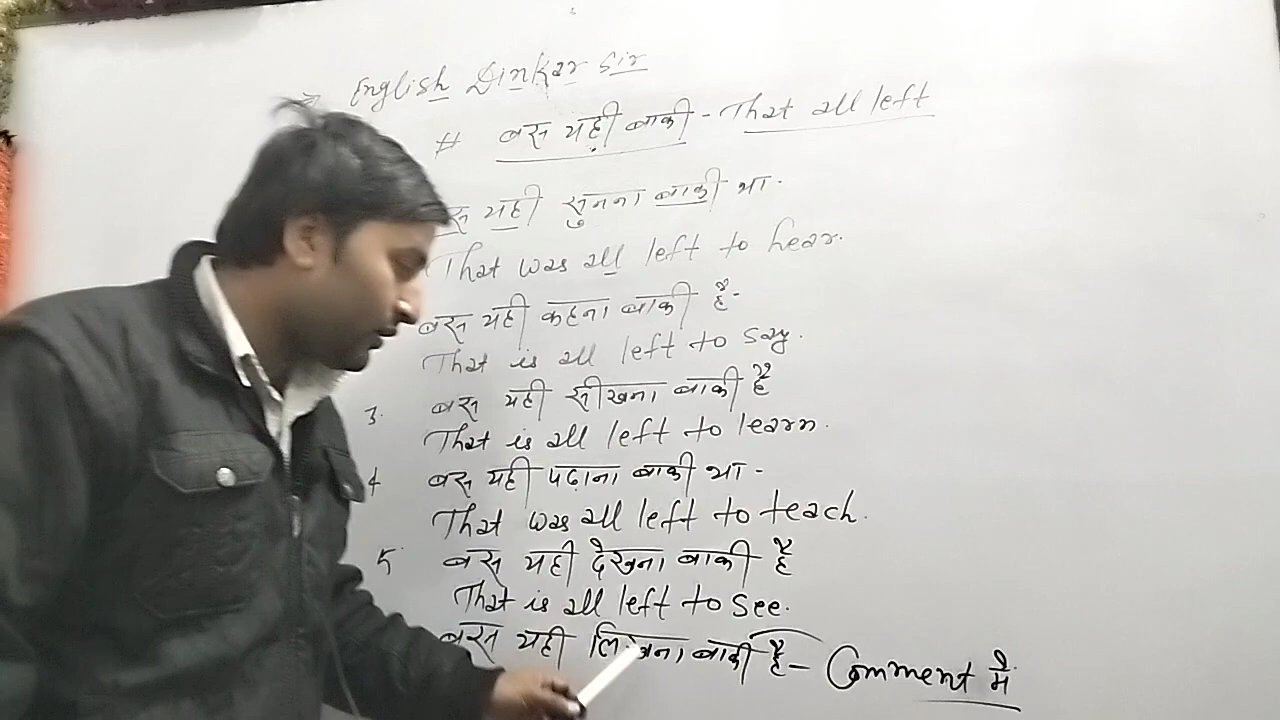 English Dinkar Sir
# बस यही बाकी - That all left
यही सुनना बाकी था.
That was all left to hear.
बस यही कहना बाकी है-
That is all left to say.
3. बस यही सीखना बाकी है
That is all left to learn.
4 बस यही पढ़ाना बाकी था -
That was all left to teach.
5 बस यही देखना बाकी है
That is all left to see.
बस यही लिखना बाकी है - Comment में